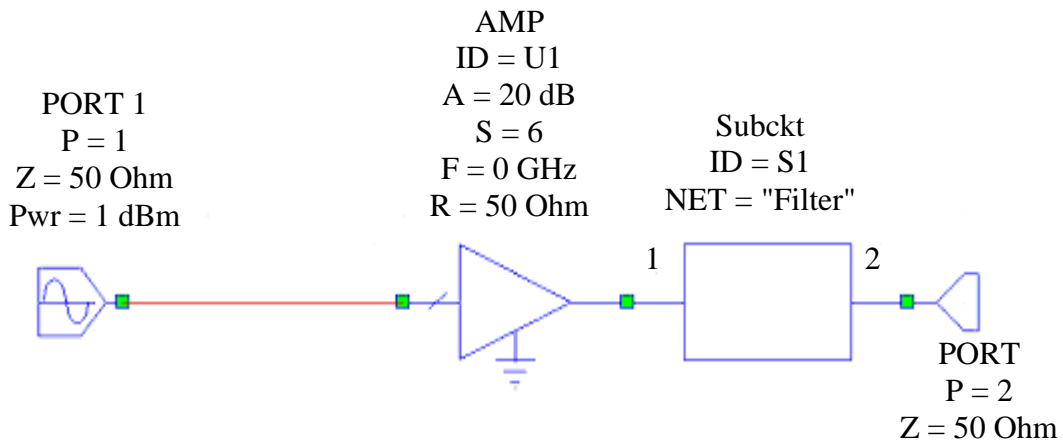 PORT 1
P = 1
Z = 50 Ohm
Pwr = 1 dBm
AMP
ID = U1
A = 20 dB
S = 6
F = 0 GHz
R = 50 Ohm
Subckt
ID = S1
NET = "Filter"
1
2
PORT
P = 2
Z = 50 Ohm